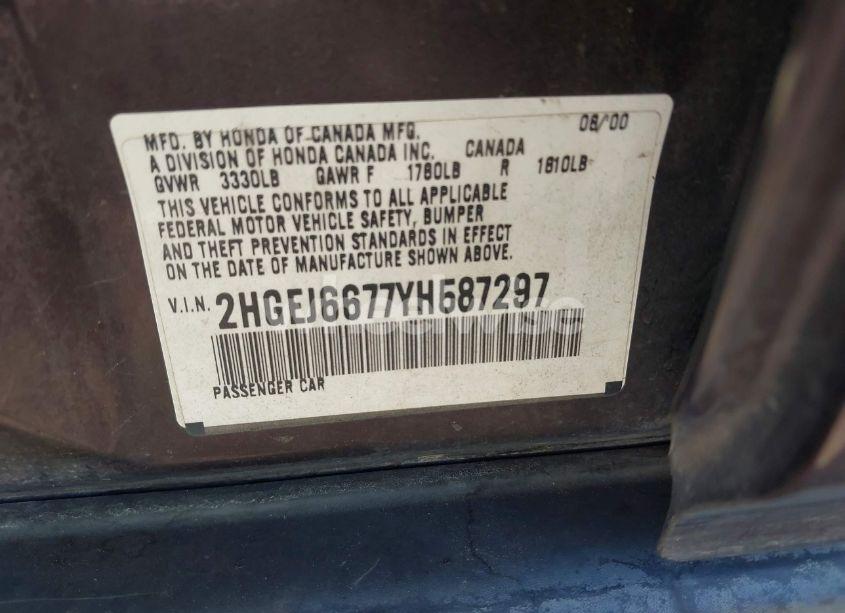 MFD. BY HONDA OF CANADA MFG. 06/'00
A DIVISION OF HONDA CANADA INC. CANADA
GVWR 3330LB GAWR F 1780LB R 1610LB
THIS VEHICLE CONFORMS TO ALL APPLICABLE
FEDERAL MOTOR VEHICLE SAFETY, BUMPER
AND THEFT PREVENTION STANDARDS IN EFFECT
ON THE DATE OF MANUFACTURE SHOWN ABOVE.
V.I.N. 2HGEJ6677YH587297
PASSENGER CAR